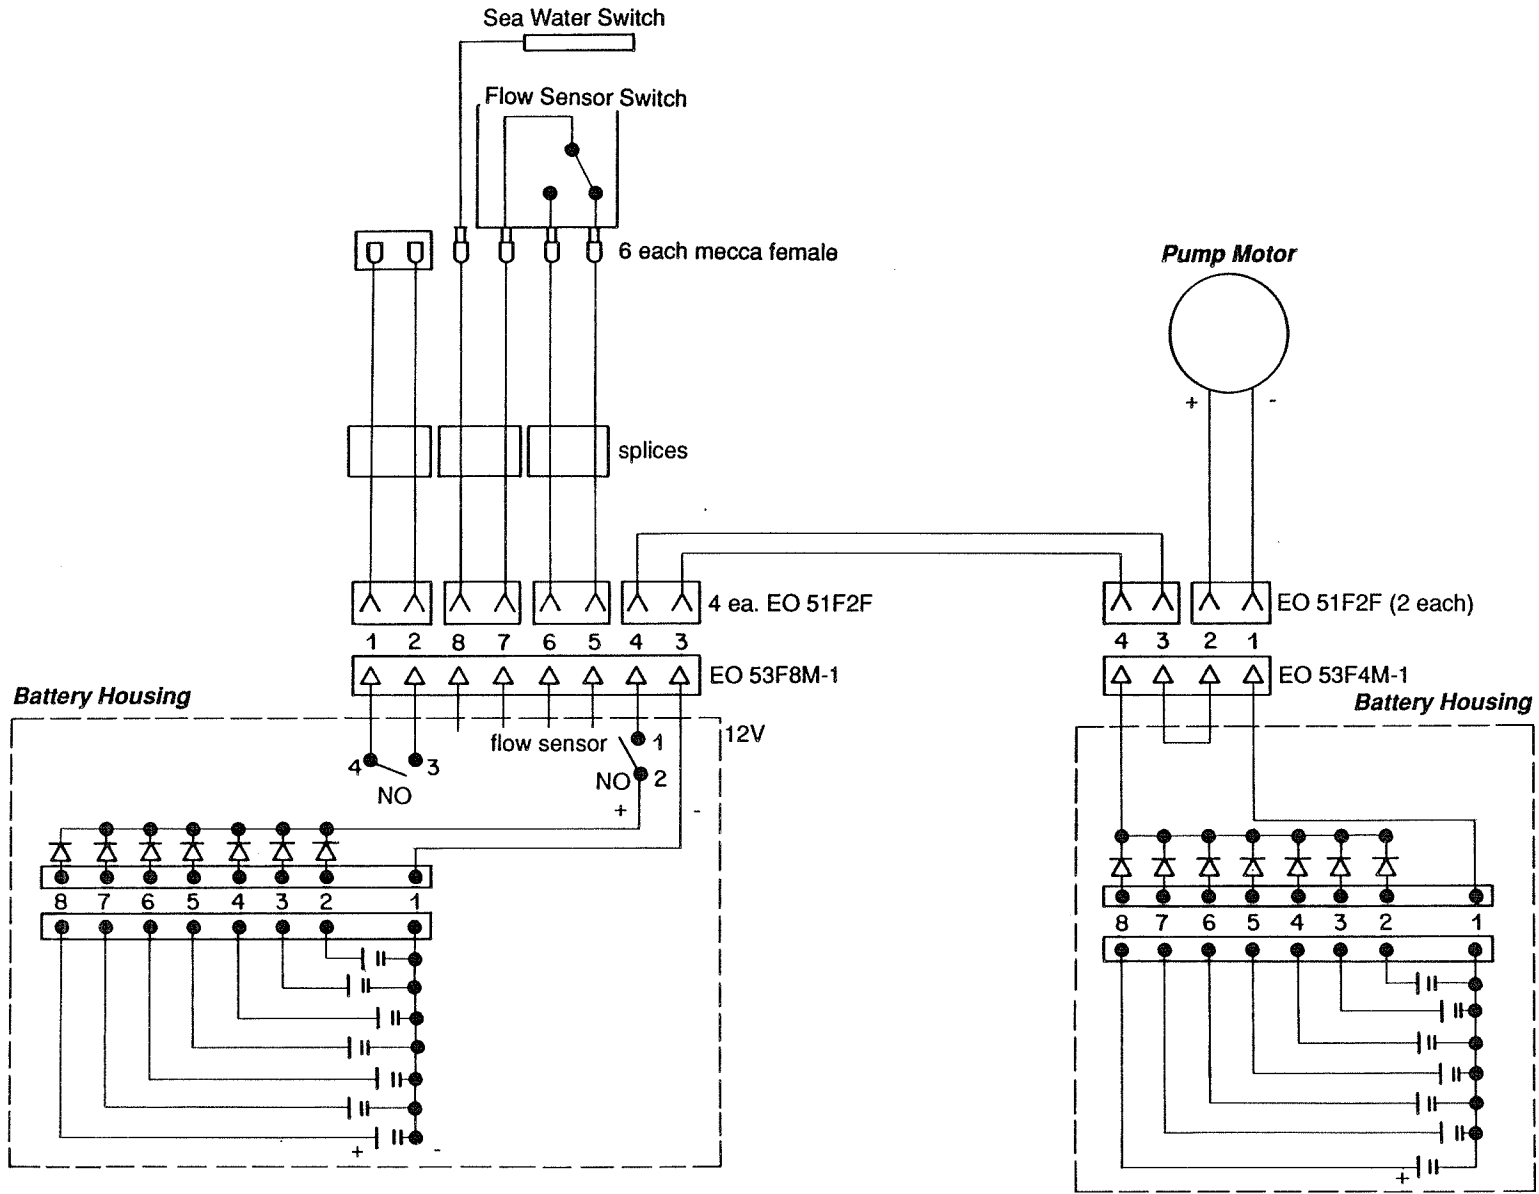 Sea Water Switch
Flow Sensor Switch
6 each mecca female
Pump Motor
+ -
splices
4 ea. EO 51F2F
EO 51F2F (2 each)
1 2 8 7 6 5 4 3
4 3 2 1
EO 53F8M-1
EO 53F4M-1
Battery Housing
Battery Housing
12V
flow sensor
1
4 3
NO
NO 2
+ -
8 7 6 5 4 3 2 1
8 7 6 5 4 3 2 1
+ -
+